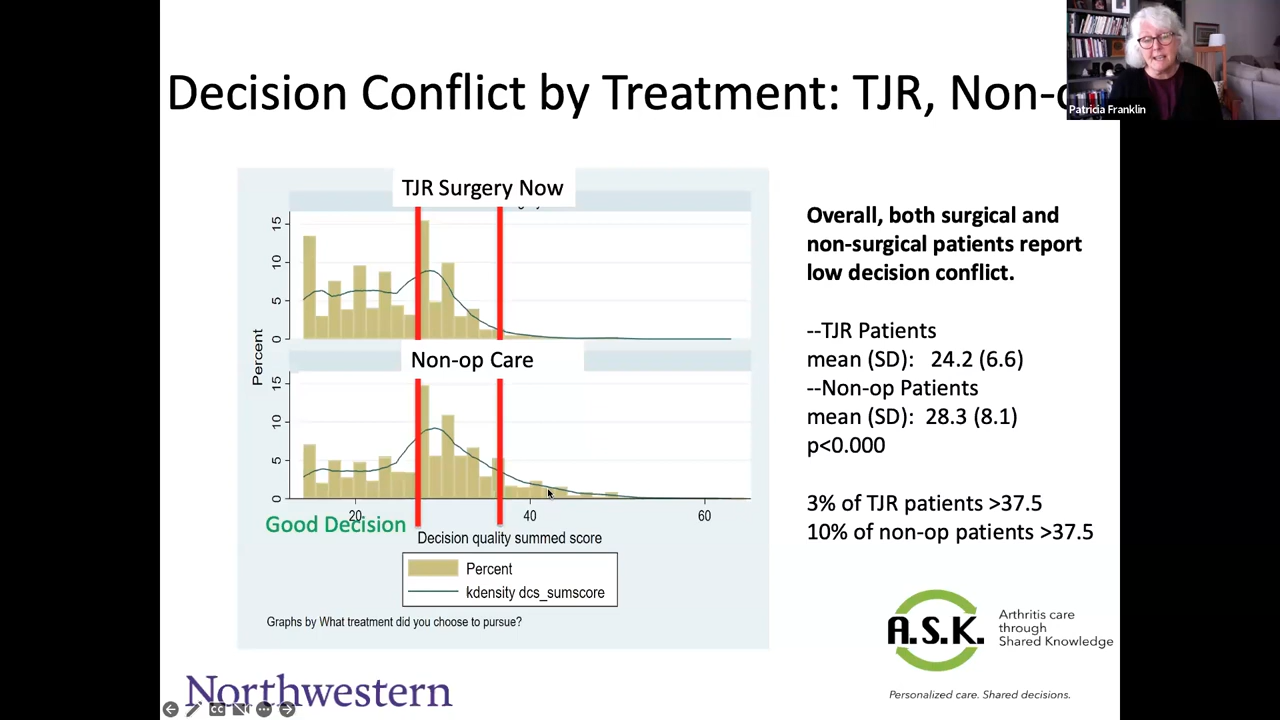 Decision Conflict by Treatment: TJR, Non-
Patricia Franklin
TJR Surgery Now
15
10
5
0
Non-op Care
15
10
5
0
Percent
20
40
60
Good Decision
Decision quality summed score
Percent
kdensity dcs_sumscore
Graphs by What treatment did you choose to pursue?
Overall, both surgical and
non-surgical patients report
low decision conflict.
--TJR Patients
mean (SD): 24.2 (6.6)
--Non-op Patients
mean (SD): 28.3 (8.1)
p<0.000
3% of TJR patients >37.5
10% of non-op patients >37.5
A.S.K.
Arthritis care
through
Shared Knowledge
Personalized care. Shared decisions.
Northwestern
CC